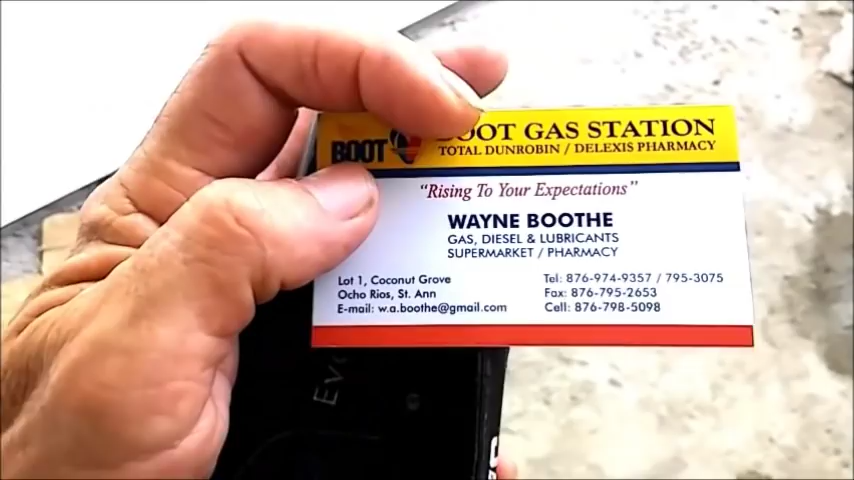 BOOT
BOOT GAS STATION
TOTAL DUNROBIN / DELEXIS PHARMACY
"Rising To Your Expectations"
WAYNE BOOTHE
GAS, DIESEL & LUBRICANTS
SUPERMARKET / PHARMACY
Lot 1, Coconut Grove
Ocho Rios, St. Ann
E-mail: w.a.boothe@gmail.com
Tel: 876-974-9357 / 795-3075
Fax: 876-795-2653
Cell: 876-798-5098